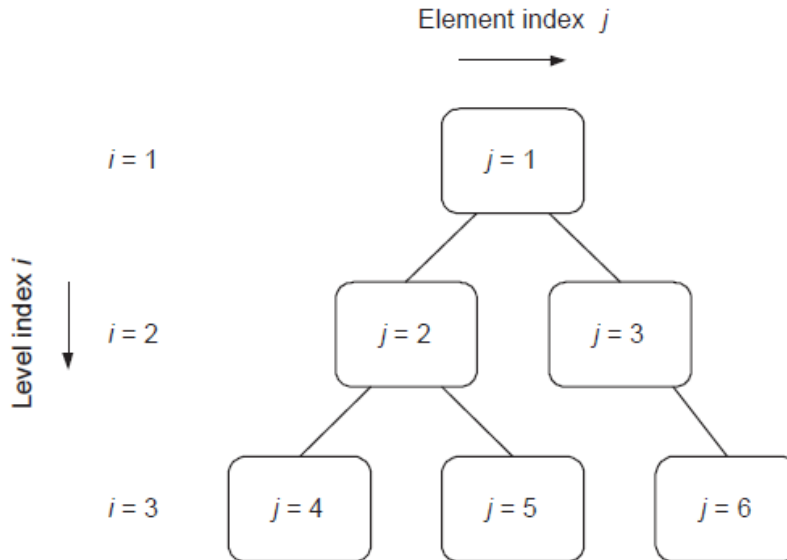 Element index j
i = 1
j = 1
Level index i
i = 2
j = 2
j = 3
i = 3
j = 4
j = 5
j = 6